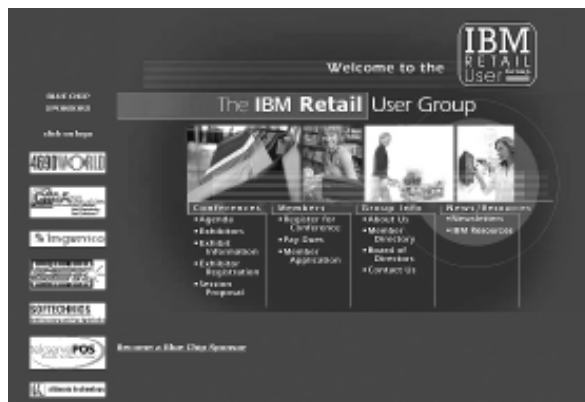 Welcome to the
IBM
RETAIL
User Group
The IBM Retail User Group
BLUE CHIP
SPONSORS
click on logo
4690WORLD
Ingenico
SOFTECHNICS
POS
Conferences
Agenda
Exhibitors
Exhibit
Information
Exhibitor
Registration
Session
Proposal
Members
Register for
Conference
Pay Dues
Member
Application
Group Info
About Us
Member
Directory
Board of
Directors
Contact Us
News/Resources
Newsletters
IBM Resources
Become a Blue Chip Sponsor